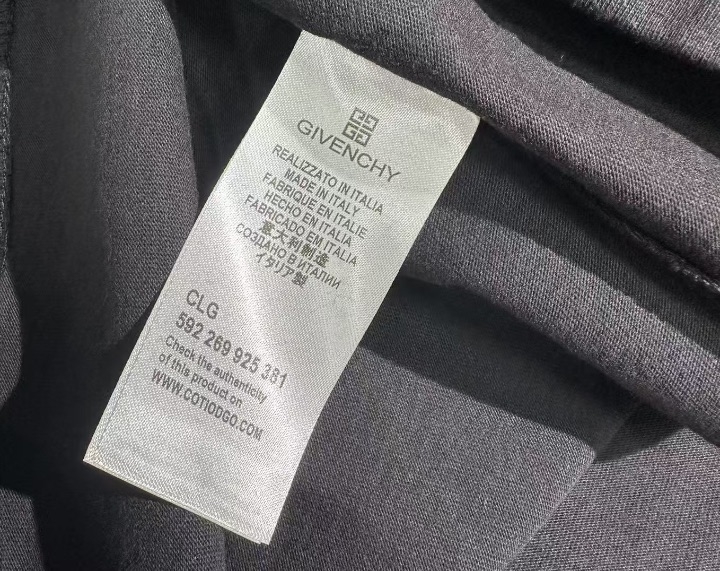 GIVENCHY
REALIZZATO IN ITALIA
MADE IN ITALY
FABRIQUE EN ITALIE
HECHO EN ITALIA
FABRICADO EM ITALIA
意大利制造
СОЗДАНО В ИТАЛИИ
イタリア製
CLG
592 269 925 381
Check the authenticity
of this product on
WWW.COTIODGO.COM